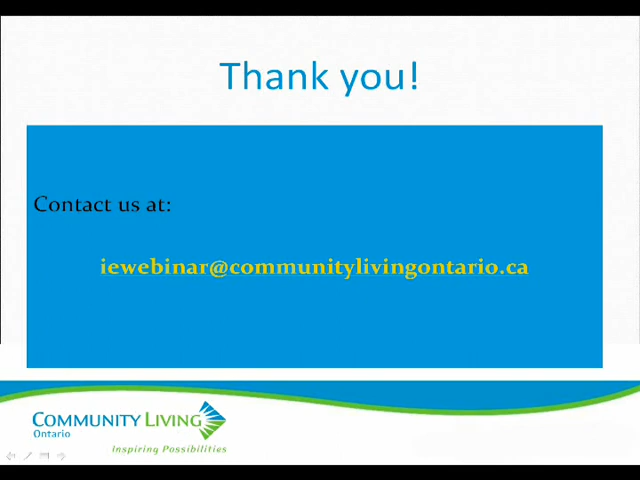 Thank you!
Contact us at:
iewebinar@communitylivingontario.ca
COMMUNITY LIVING
Ontario
Inspiring Possibilities